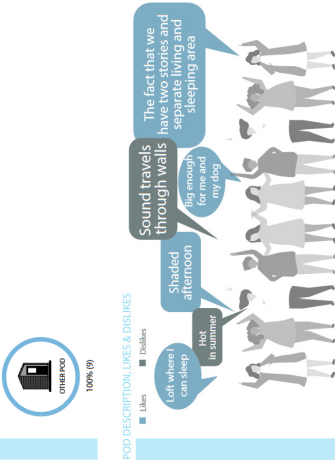 OTHER POD
100% (9)
POD DESCRIPTION, LIKES & DISLIKES
Likes
Dislikes
Loft where I
can sleep
Hot
in summer
Shaded
afternoon
Sound travels
through walls
Big enough
for me and
my dog
The fact that we
have two stories and
separate living and
sleeping area